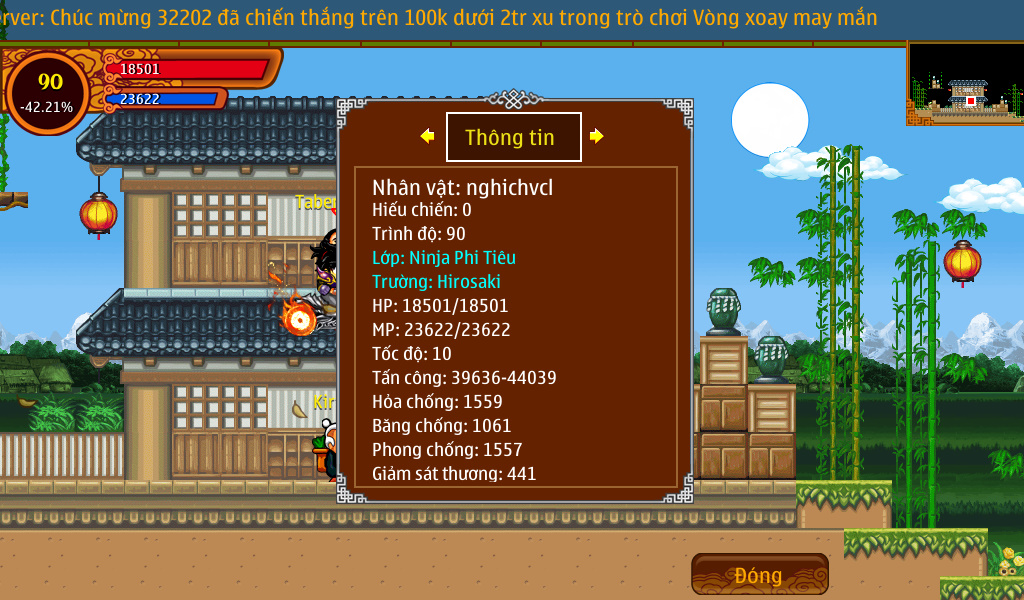 rver: Chúc mừng 32202 đã chiến thắng trên 100k dưới 2tr xu trong trò chơi Vòng xoay may mắn
90
-42.21%
18501
23622
Thông tin
Nhân vật: nghichvcl
Hiếu chiến: 0
Trình độ: 90
Lớp: Ninja Phi Tiêu
Trường: Hirosaki
HP: 18501/18501
MP: 23622/23622
Tốc độ: 10
Tấn công: 39636-44039
Hỏa chống: 1559
Băng chống: 1061
Phong chống: 1557
Giảm sát thương: 441
Đóng